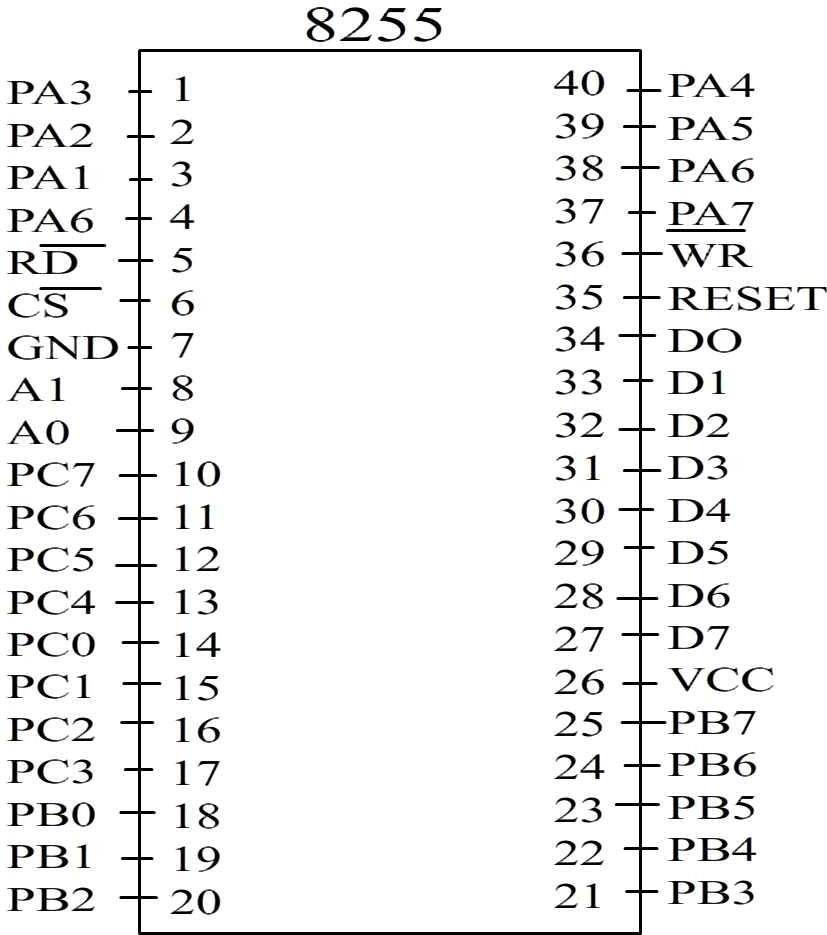 8255
PA3 1 40 PA4
PA2 2 39 PA5
PA1 3 38 PA6
PA6 4 37 PA7
RD 5 36 WR
CS 6 35 RESET
GND 7 34 DO
A1 8 33 D1
A0 9 32 D2
PC7 10 31 D3
PC6 11 30 D4
PC5 12 29 D5
PC4 13 28 D6
PC0 14 27 D7
PC1 15 26 VCC
PC2 16 25 PB7
PC3 17 24 PB6
PB0 18 23 PB5
PB1 19 22 PB4
PB2 20 21 PB3